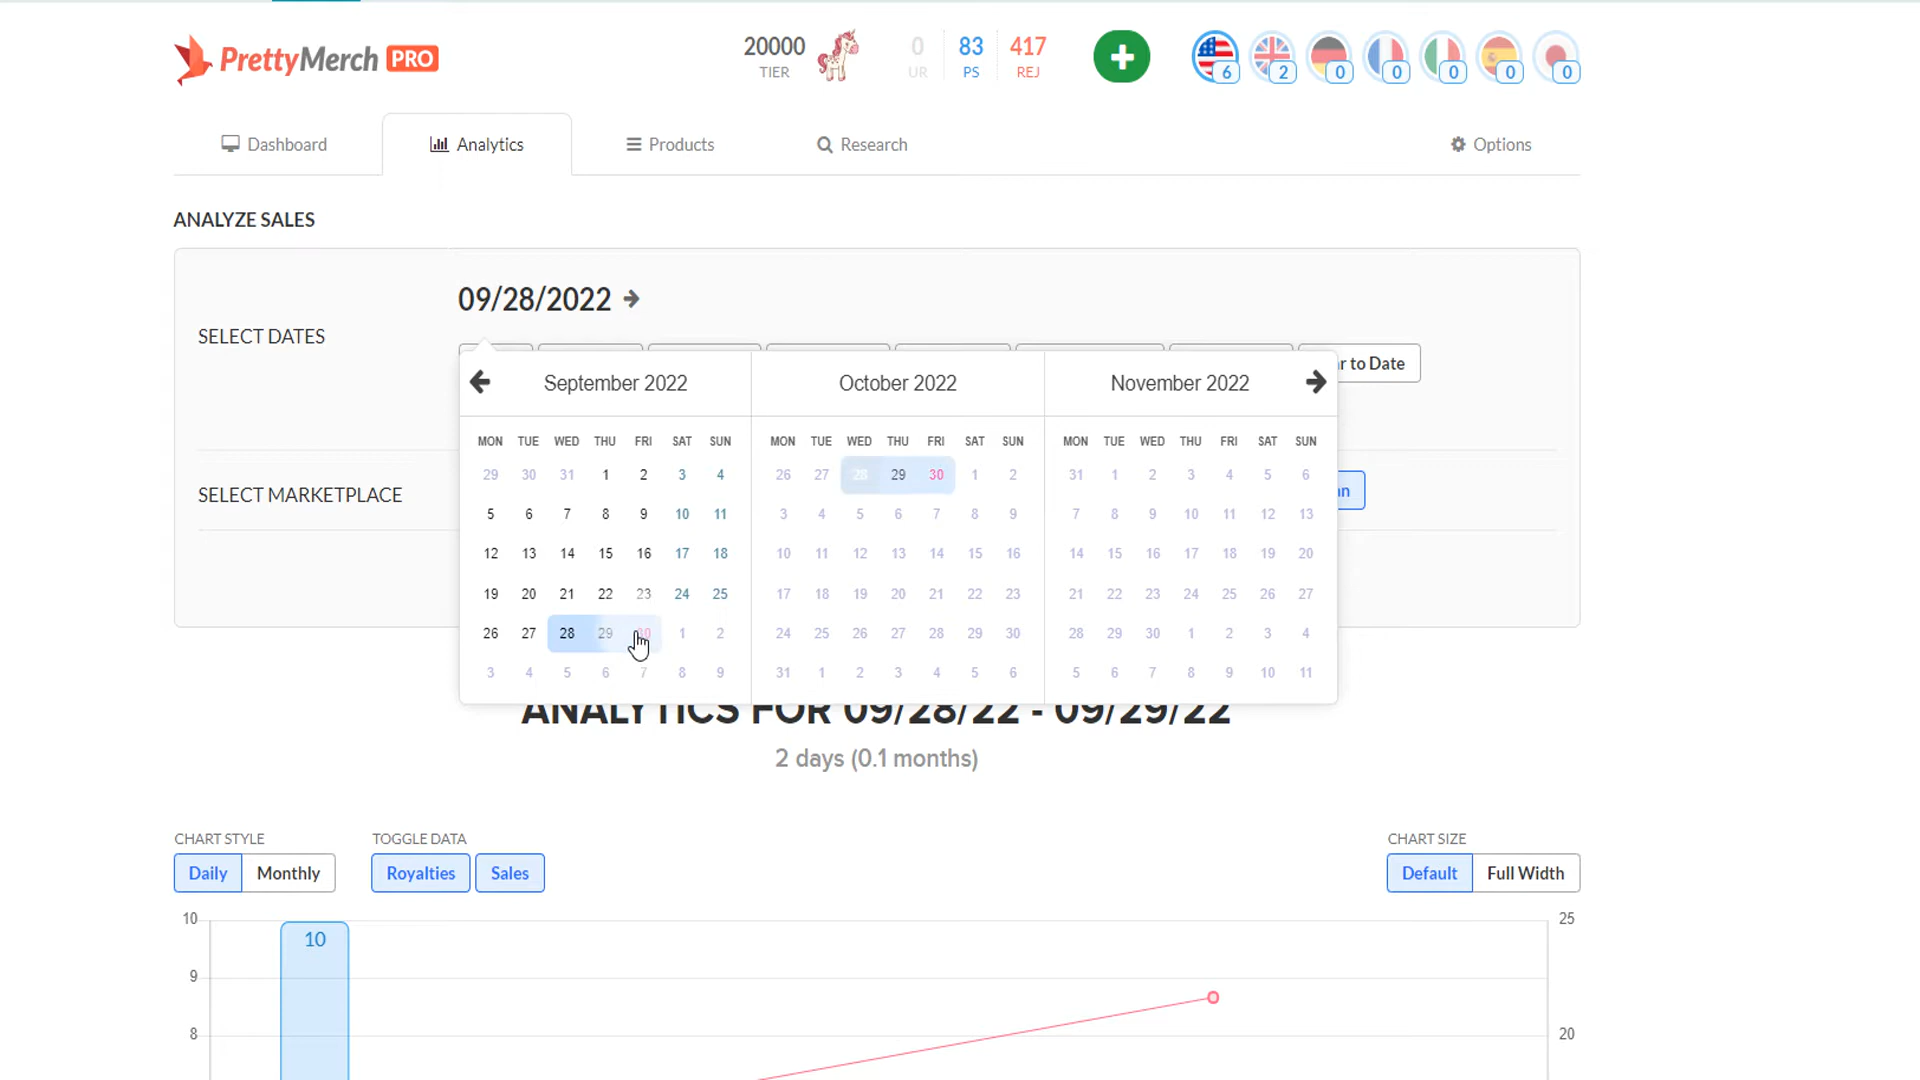 PrettyMerch PRO
20000
TIER
0
UR
83
PS
417
REJ
6
2
0
0
0
0
0
Dashboard
Analytics
Products
Research
Options
ANALYZE SALES
SELECT DATES
09/28/2022
r to Date
September 2022
October 2022
November 2022
MON TUE WED THU FRI SAT SUN
29 30 31 1 2 3 4
5 6 7 8 9 10 11
12 13 14 15 16 17 18
19 20 21 22 23 24 25
26 27 28 29 30 1 2
3 4 5 6 7 8 9
MON TUE WED THU FRI SAT SUN
26 27 28 29 30 1 2
3 4 5 6 7 8 9
10 11 12 13 14 15 16
17 18 19 20 21 22 23
24 25 26 27 28 29 30
31 1 2 3 4 5 6
MON TUE WED THU FRI SAT SUN
31 1 2 3 4 5 6
7 8 9 10 11 12 13
14 15 16 17 18 19 20
21 22 23 24 25 26 27
28 29 30 1 2 3 4
5 6 7 8 9 10 11
SELECT MARKETPLACE
n
ANALYTICS FOR 09/28/22 - 09/29/22
2 days (0.1 months)
CHART STYLE
Daily Monthly
TOGGLE DATA
Royalties Sales
CHART SIZE
Default Full Width
10
9
8
10
25
20